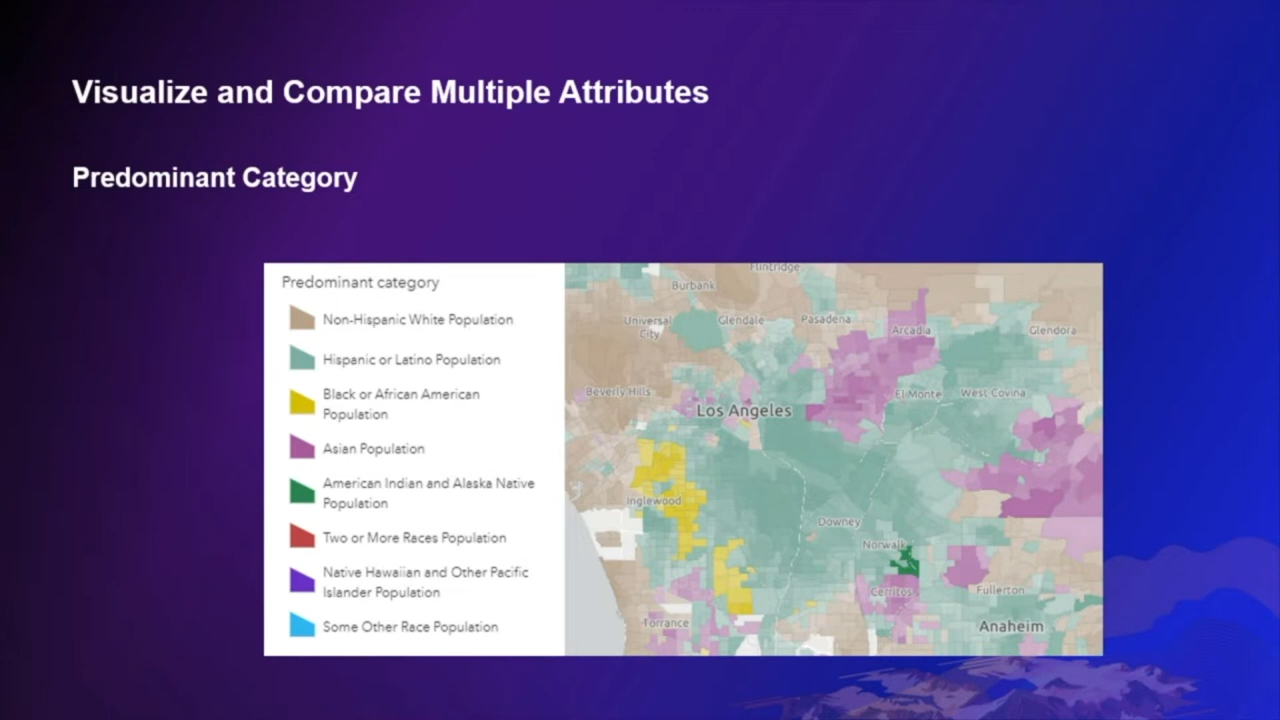 Visualize and Compare Multiple Attributes
Predominant Category
Predominant category
Non-Hispanic White Population
Hispanic or Latino Population
Black or African American
Population
Asian Population
American Indian and Alaska Native
Population
Two or More Races Population
Native Hawaiian and Other Pacific
Islander Population
Some Other Race Population
Flintridge
Burbank
Universal
City
Glendale
Pasadena
Arcadia
Glendora
Beverly Hills
El Monte
West Covina
Los Angeles
Inglewood
Downey
Norwalk
Cerritos
Fullerton
Torrance
Anaheim